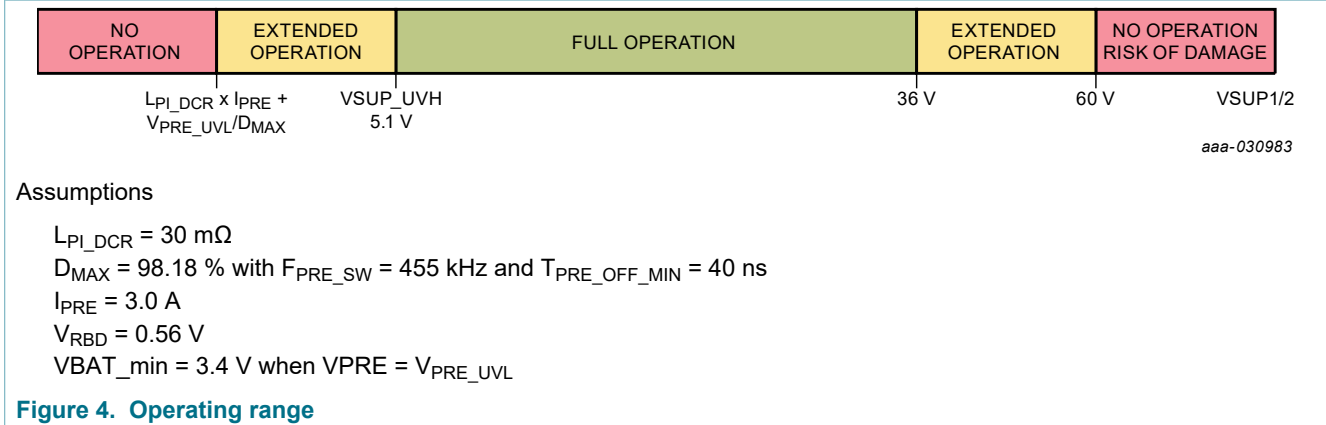 NO OPERATION
EXTENDED OPERATION
FULL OPERATION
EXTENDED OPERATION
NO OPERATION RISK OF DAMAGE
LPI_DCR x IPRE +
VPRE_UVL/DMAX
VSUP_UVH
5.1 V
36 V
60 V
VSUP1/2
aaa-030983
Assumptions
LPI_DCR = 30 mΩ
DMAX = 98.18 % with FPRE_SW = 455 kHz and TPRE_OFF_MIN = 40 ns
IPRE = 3.0 A
VRBD = 0.56 V
VBAT_min = 3.4 V when VPRE = VPRE_UVL
Figure 4. Operating range